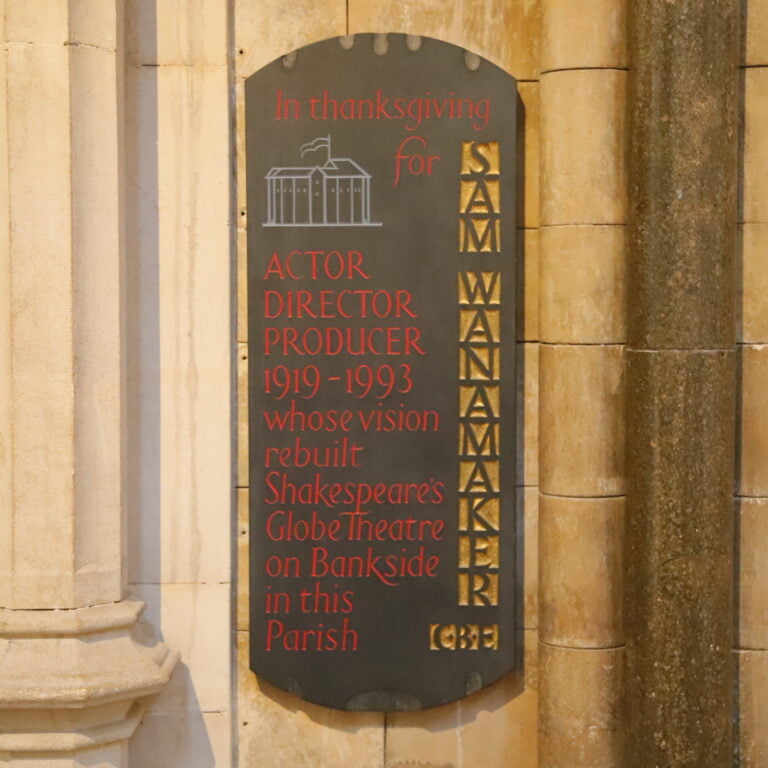 In thanksgiving
for
SAM
WANAMAKER
CBE
ACTOR
DIRECTOR
PRODUCER
1919-1993
whose vision
rebuilt
Shakespeare's
Globe Theatre
on Bankside
in this
Parish